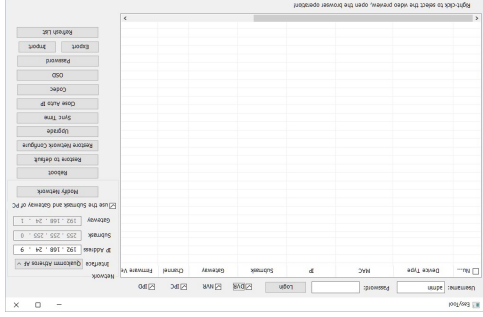 EasyTool
Username: admin Password: Login DVR NVR IPC IPD
Nu... Device Type MAC IP Submask Gateway Channel Firmware Ve
Network
Interface Qualcomm Atheros AF
IP Address 192 . 168 . 24 . 9
Submask 255 . 255 . 255 . 0
Gateway 192 . 168 . 24 . 1
use the Submask and Gateway of PC
Modify Network
Reboot
Restore to default
Restore Network Configure
Upgrade
Sync Time
Close Auto IP
Codec
OSD
Password
Export Import
Refresh List
Right-click to select the video preview, open the browser operation!